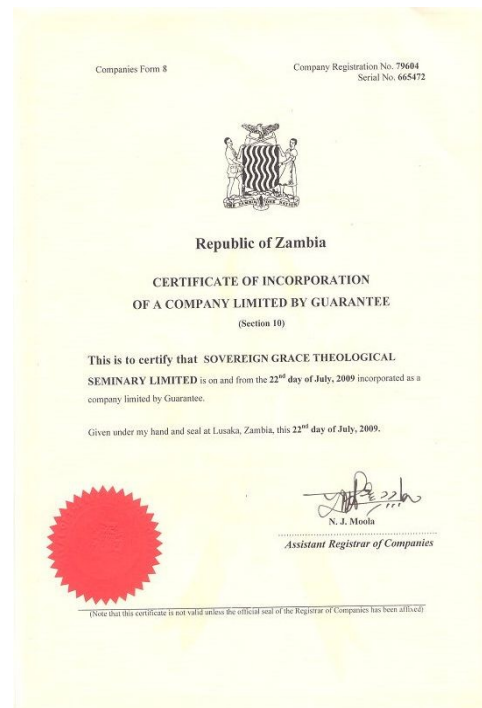 Companies Form 8
Company Registration No. 79604
Serial No. 665472
ONE ZAMBIA ONE NATION
Republic of Zambia
CERTIFICATE OF INCORPORATION
OF A COMPANY LIMITED BY GUARANTEE
(Section 10)
This is to certify that SOVEREIGN GRACE THEOLOGICAL
SEMINARY LIMITED is on and from the 22nd day of July, 2009 incorporated as a
company limited by Guarantee.
Given under my hand and seal at Lusaka, Zambia, this 22nd day of July, 2009.
N. J. Moola
Assistant Registrar of Companies
(Note that this certificate is not valid unless the official seal of the Registrar of Companies has been affixed)